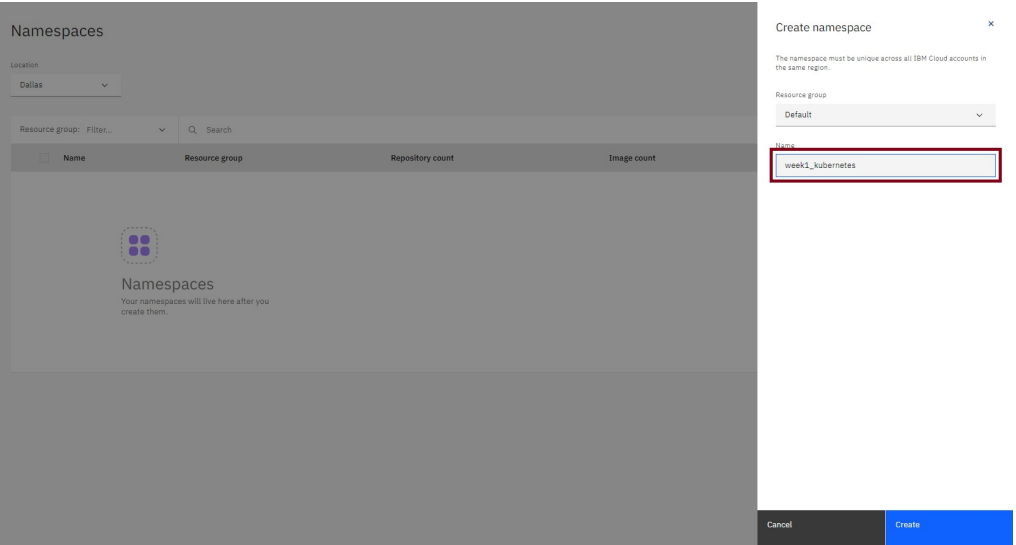 Namespaces
Location
Dallas
Resource group: Filter...
Search
Name Resource group Repository count Image count
Namespaces
Your namespaces will live here after you
create them.
Create namespace
The namespace must be unique across all IBM Cloud accounts in
the same region.
Resource group
Default
Name
week1_kubernetes
Cancel Create